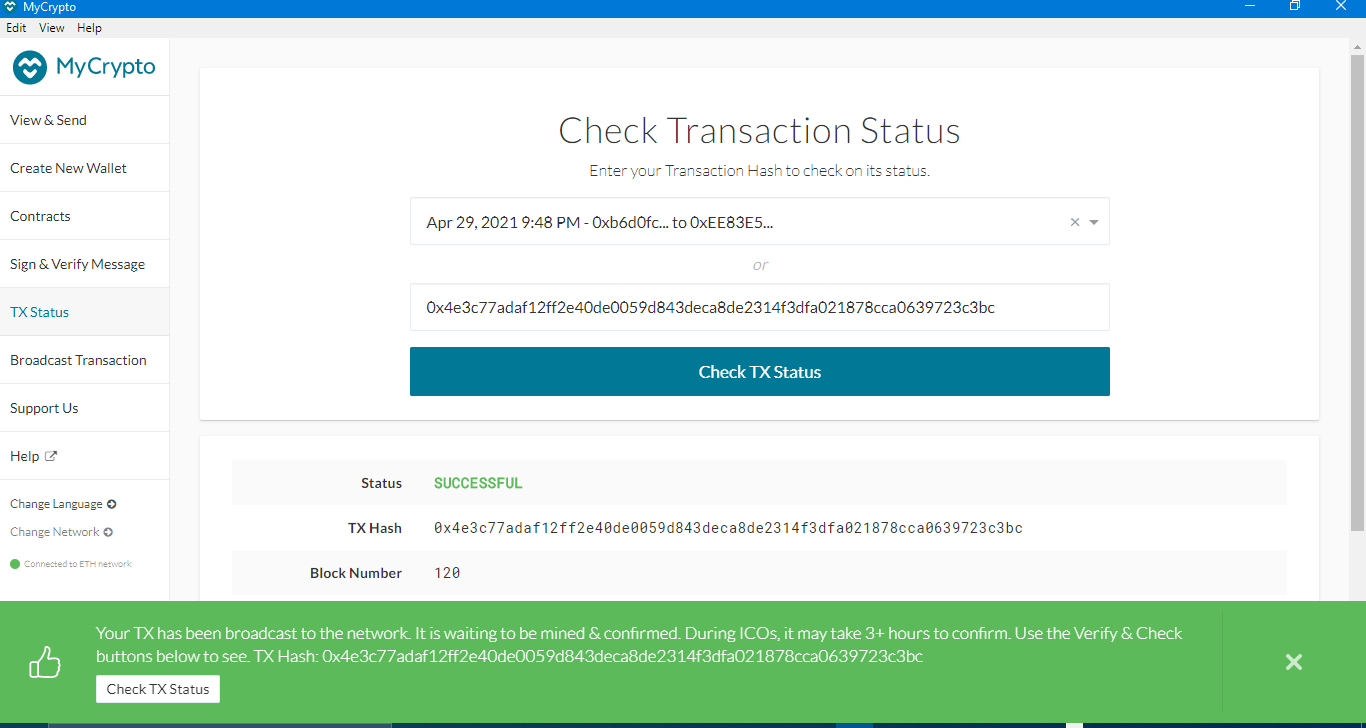 MyCrypto
Edit View Help
MyCrypto
View & Send
Create New Wallet
Contracts
Sign & Verify Message
TX Status
Broadcast Transaction
Support Us
Help
Change Language
Change Network
Connected to ETH network
Check Transaction Status
Enter your Transaction Hash to check on its status.
Apr 29, 2021 9:48 PM - 0xb6d0fc... to 0xEE83E5...
or
0x4e3c77adaf12ff2e40de0059d843deca8de2314f3dfa021878cca0639723c3bc
Check TX Status
Status SUCCESSFUL
TX Hash 0x4e3c77adaf12ff2e40de0059d843deca8de2314f3dfa021878cca0639723c3bc
Block Number 120
Your TX has been broadcast to the network. It is waiting to be mined & confirmed. During ICOs, it may take 3+ hours to confirm. Use the Verify & Check
buttons below to see. TX Hash: 0x4e3c77adaf12ff2e40de0059d843deca8de2314f3dfa021878cca0639723c3bc
Check TX Status